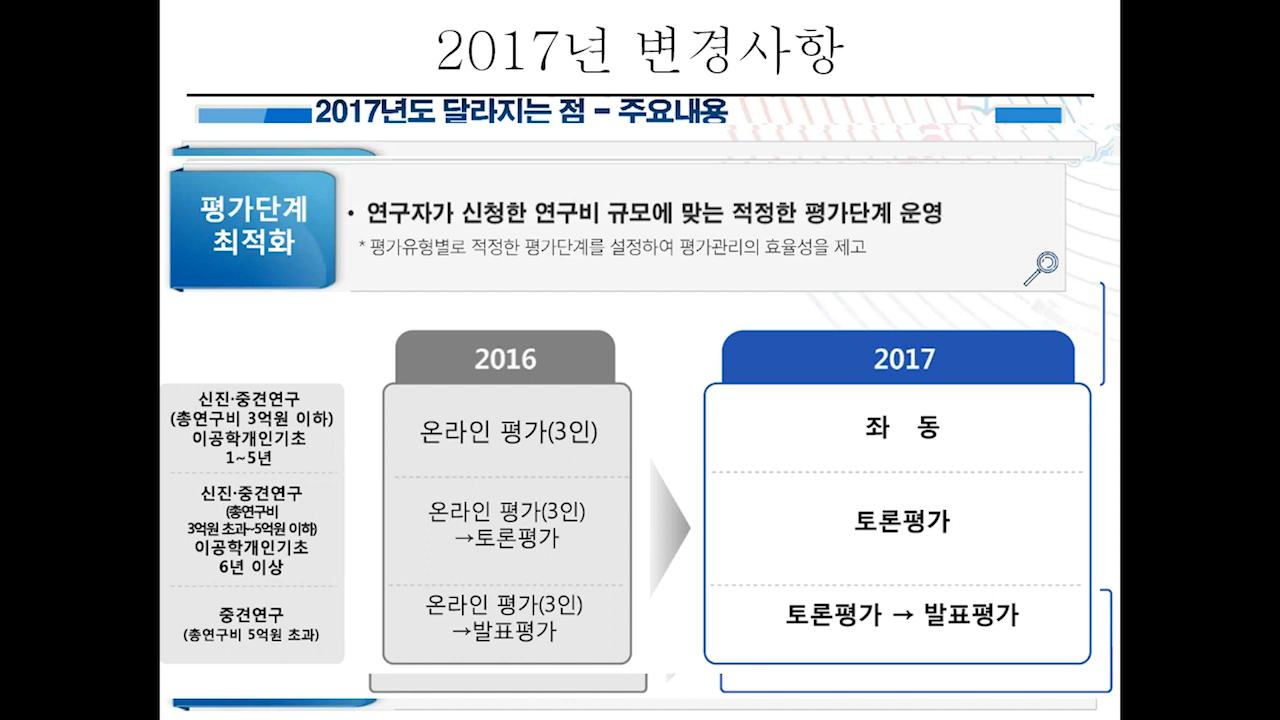 2017년 변경사항
2017년도 달라지는 점 - 주요내용
평가단계
최적화
• 연구자가 신청한 연구비 규모에 맞는 적정한 평가단계 운영
* 평가유형별로 적정한 평가단계를 설정하여 평가관리의 효율성을 제고
2016
2017
신진·중견연구
(총연구비 3억원 이하)
이공학개인기초
1~5년
온라인 평가(3인)
좌 동
신진·중견연구
(총연구비
3억원 초과~5억원 이하)
이공학개인기초
6년 이상
온라인 평가(3인)
→토론평가
토론평가
중견연구
(총연구비 5억원 초과)
온라인 평가(3인)
→발표평가
토론평가 → 발표평가